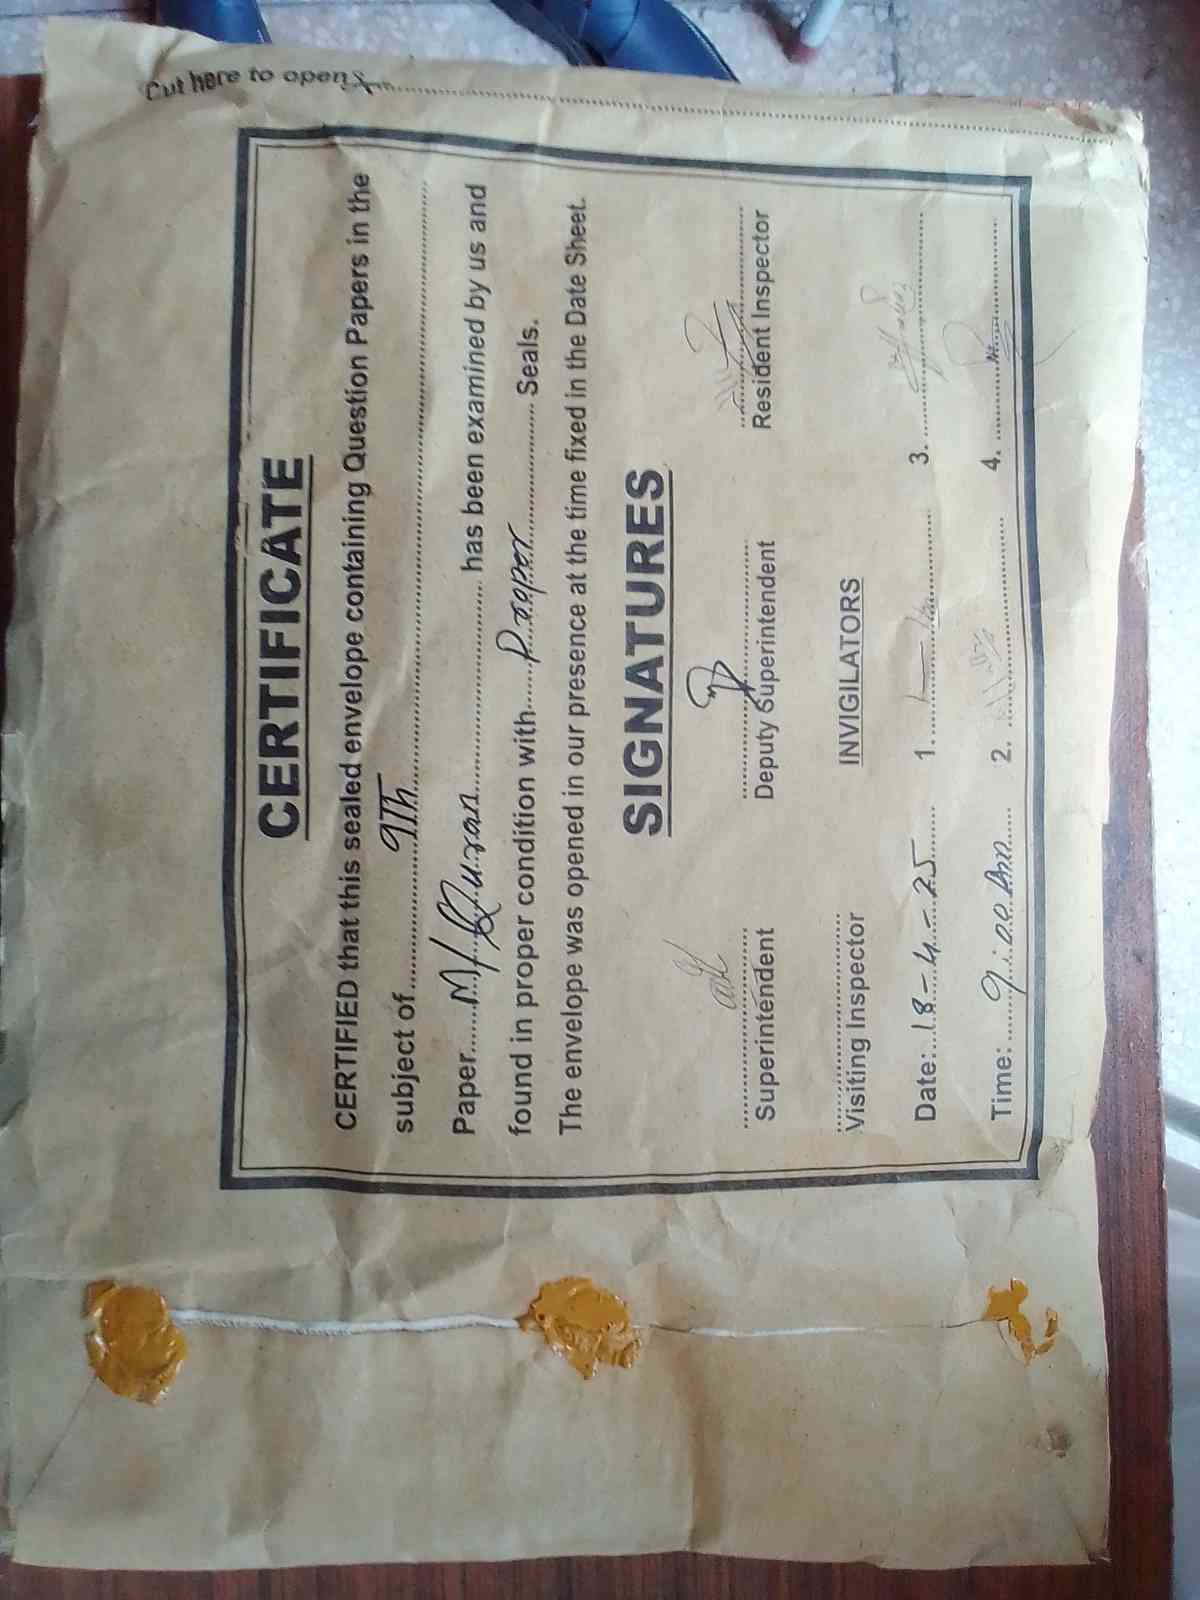 Cut here to open
CERTIFICATE
CERTIFIED that this sealed envelope containing Question Papers in the
subject of 9Th
Paper M/Quran has been examined by us and
found in proper condition with Proper Seals.
The envelope was opened in our presence at the time fixed in the Date Sheet.
SIGNATURES
Superintendent Deputy Superintendent Resident Inspector
Visiting Inspector INVIGILATORS
Date: 18-4-25 1. 3.
Time: 9:00 Am 2. 4.